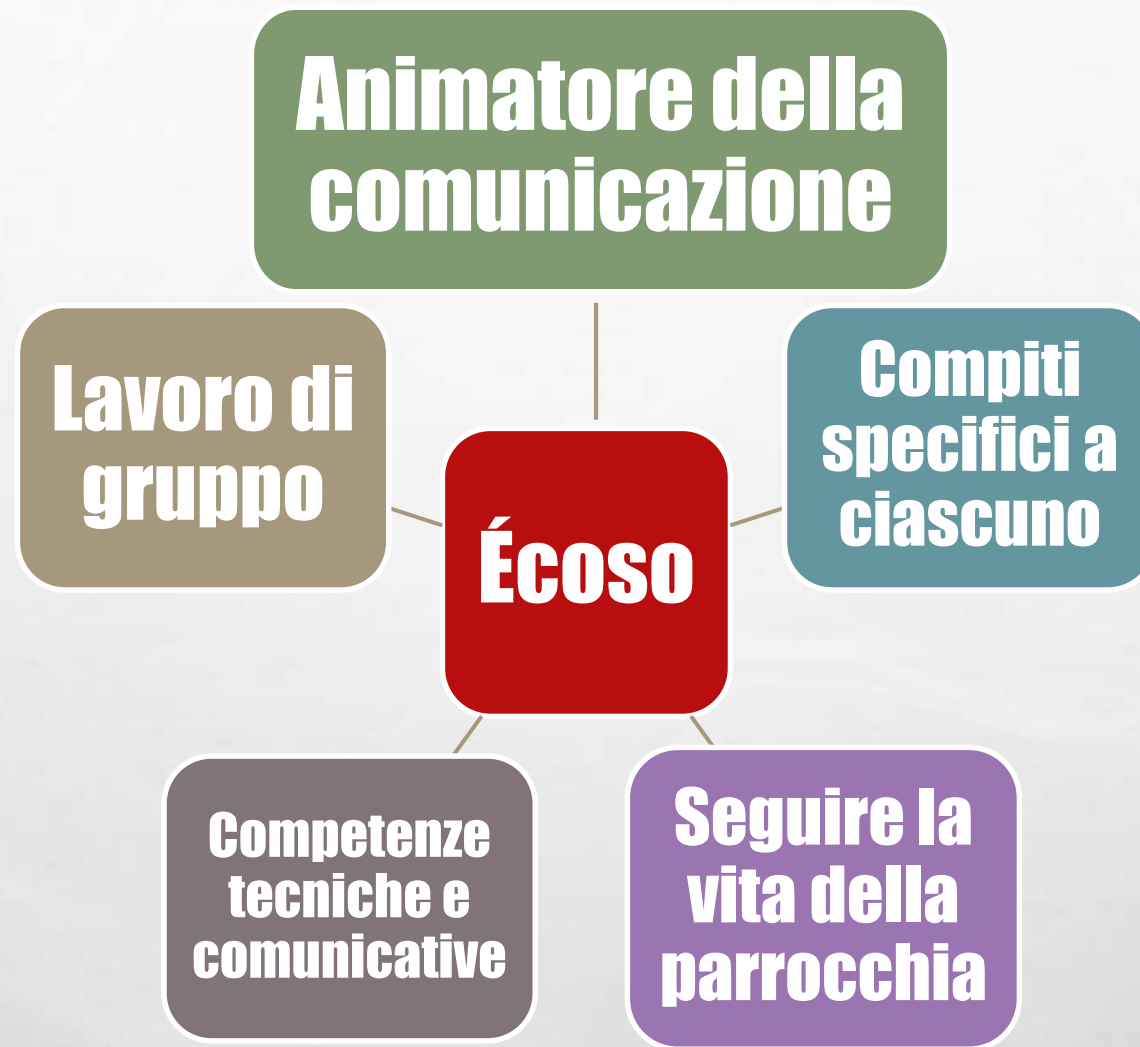 Animatore della
comunicazione
Lavoro di
gruppo
Compiti
specifici a
ciascuno
Écoso
Competenze
tecniche e
comunicative
Seguire la
vita della
parrocchia